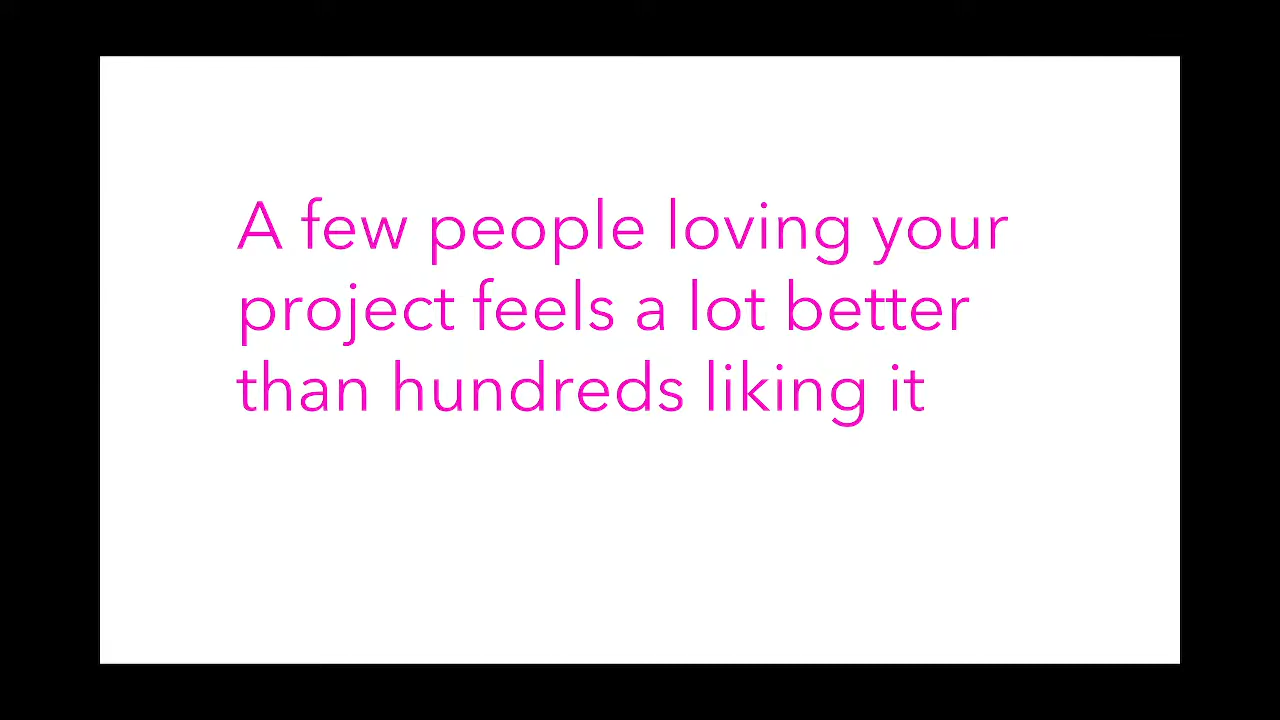 A few people loving your
project feels a lot better
than hundreds liking it